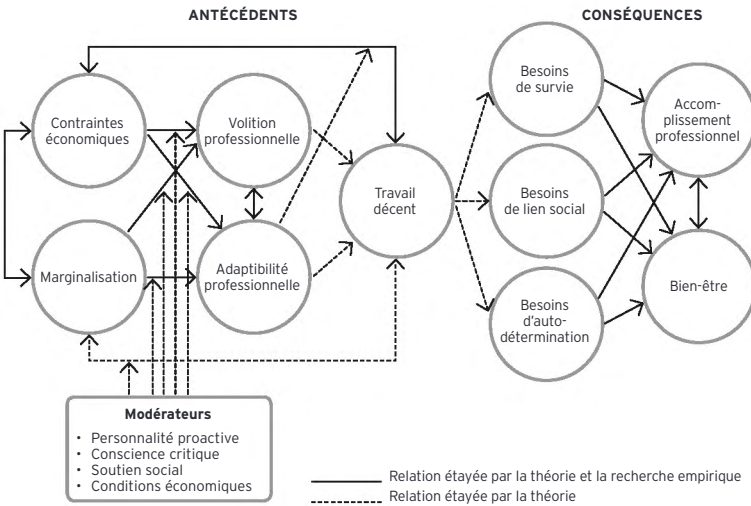 ANTÉCÉDENTS
CONSÉQUENCES
Contraintes
économiques
Volition
professionnelle
Marginalisation
Adaptibilité
professionnelle
Travail
décent
Besoins
de survie
Besoins
de lien social
Besoins
d'auto-
détermination
Accom-
plissement
professionnel
Bien-être
Modérateurs
• Personnalité proactive
• Conscience critique
• Soutien social
• Conditions économiques
Relation étayée par la théorie et la recherche empirique
Relation étayée par la théorie